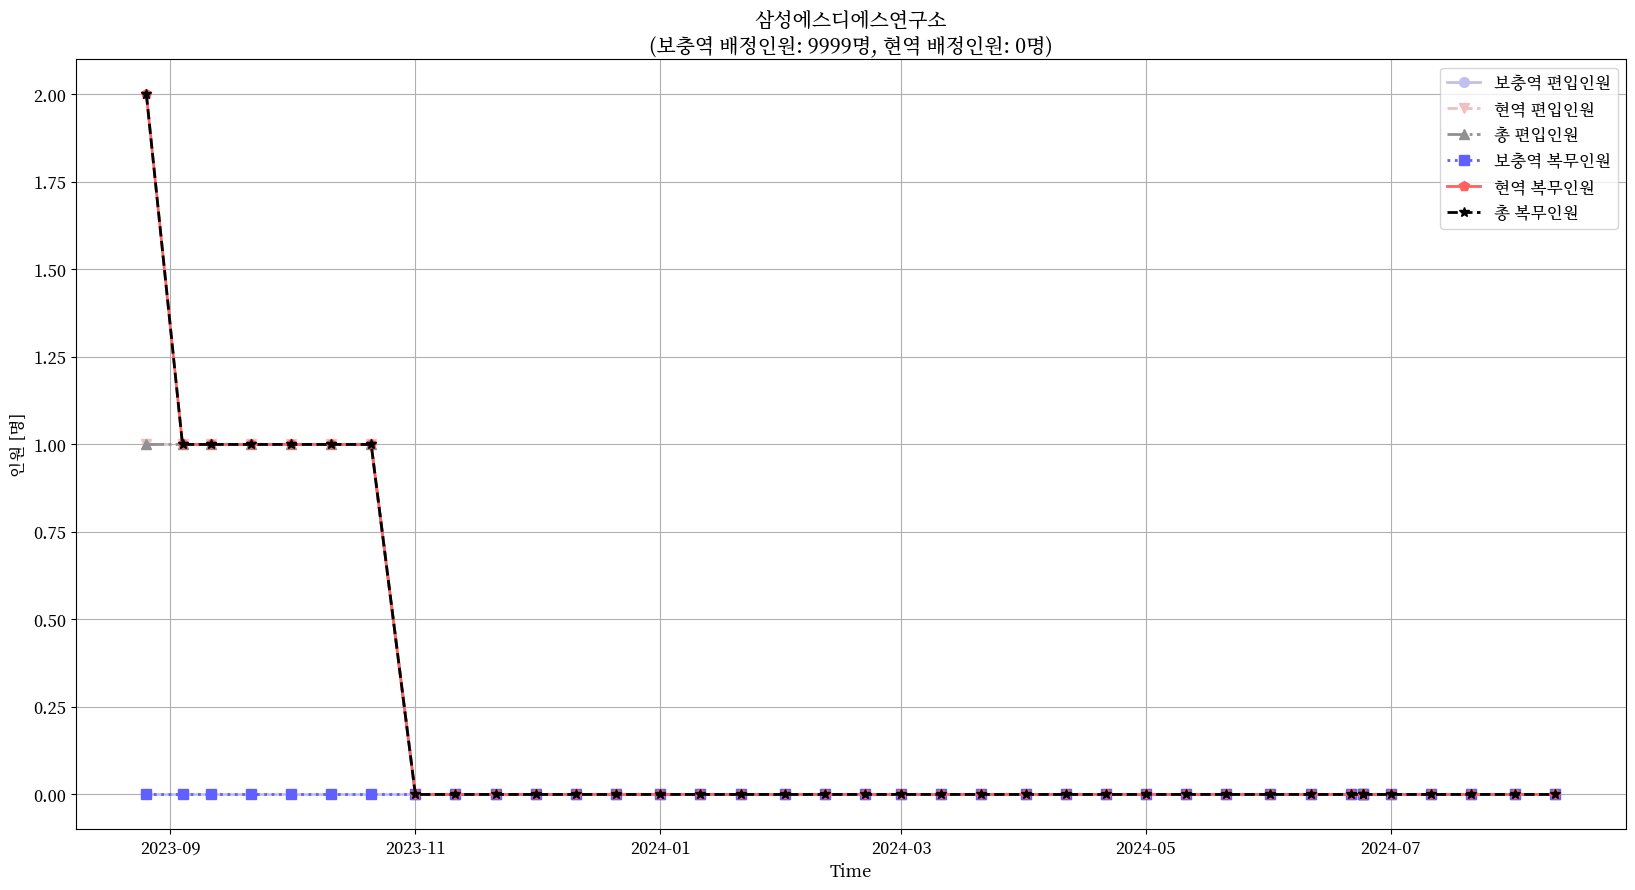 삼성에스디에스연구소
(보충역 배정인원: 9999명, 현역 배정인원: 0명)
보충역 편입인원
현역 편입인원
총 편입인원
보충역 복무인원
현역 복무인원
총 복무인원
2.00
1.75
1.50
1.25
1.00
0.75
0.50
0.25
0.00
인원 [명]
2023-09
2023-11
2024-01
2024-03
2024-05
2024-07
Time